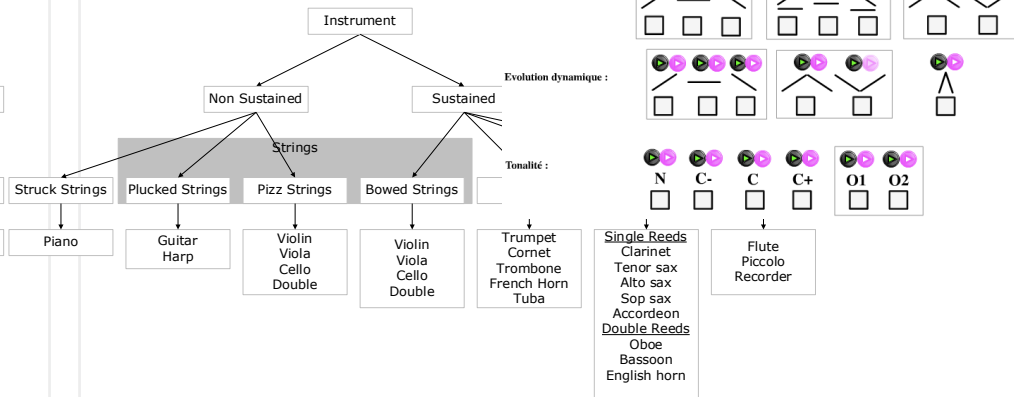 Instrument
Non Sustained
Sustained
Evolution dynamique :
Strings
Tonalité :
Struck Strings
Plucked Strings
Pizz Strings
Bowed Strings
N
C-
C
C+
O1
O2
Piano
Guitar
Harp
Violin
Viola
Cello
Double
Violin
Viola
Cello
Double
Trumpet
Cornet
Trombone
French Horn
Tuba
Single Reeds
Clarinet
Tenor sax
Alto sax
Sop sax
Accordeon
Double Reeds
Oboe
Bassoon
English horn
Flute
Piccolo
Recorder